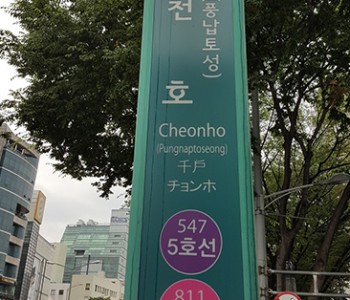 천호
(풍납토성)
Cheonho
(Pungnaptoseong)
千戶
チョンホ
547
5호선
811